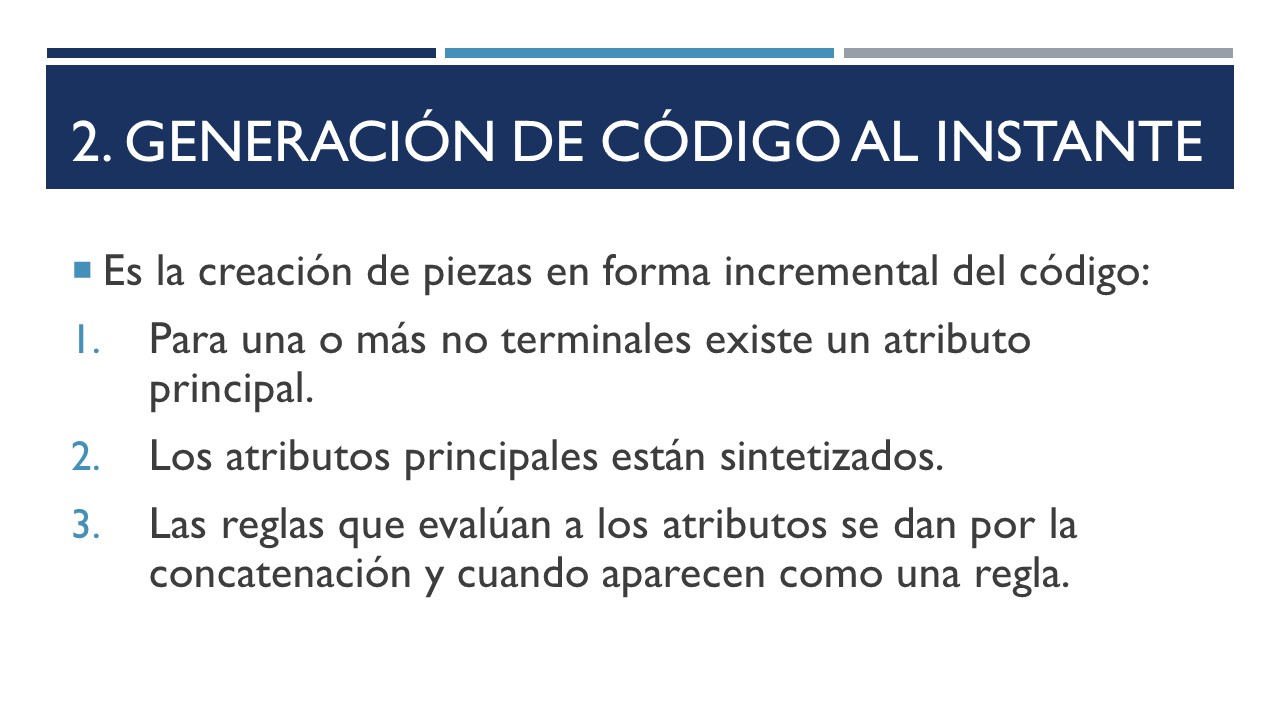 2. GENERACIÓN DE CÓDIGO AL INSTANTE
Es la creación de piezas en forma incremental del código:
1. Para una o más no terminales existe un atributo
principal.
2. Los atributos principales están sintetizados.
3. Las reglas que evalúan a los atributos se dan por la
concatenación y cuando aparecen como una regla.